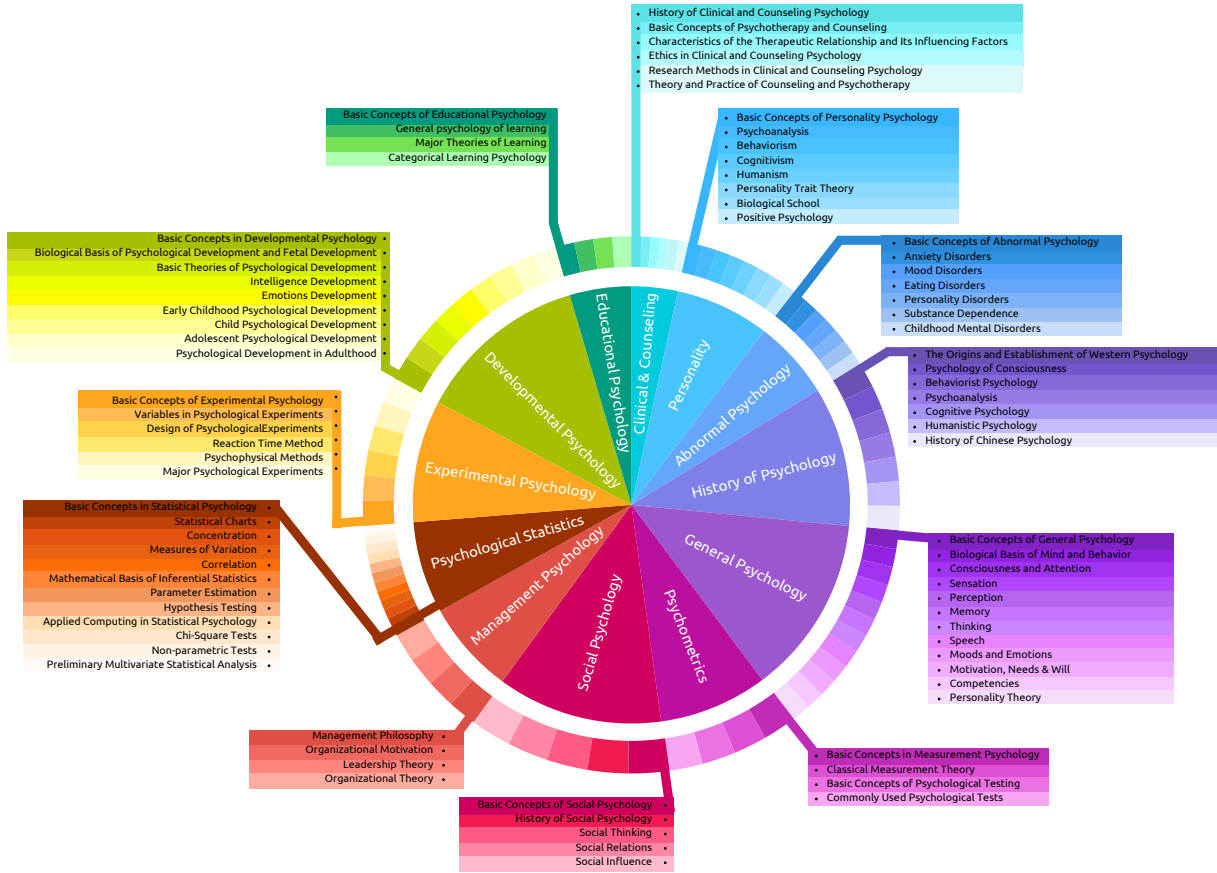 History of Clinical and Counseling Psychology
Basic Concepts of Psychotherapy and Counseling
Characteristics of the Therapeutic Relationship and Its Influencing Factors
Ethics in Clinical and Counseling Psychology
Research Methods in Clinical and Counseling Psychology
Theory and Practice of Counseling and Psychotherapy
Basic Concepts of Educational Psychology
General psychology of learning
Major Theories of Learning
Categorical Learning Psychology
Basic Concepts of Personality Psychology
Psychoanalysis
Behaviorism
Cognitivism
Humanism
Personality Trait Theory
Biological School
Positive Psychology
Basic Concepts in Developmental Psychology
Biological Basis of Psychological Development and Fetal Development
Basic Theories of Psychological Development
Intelligence Development
Emotions Development
Early Childhood Psychological Development
Child Psychological Development
Adolescent Psychological Development
Psychological Development in Adulthood
Basic Concepts of Abnormal Psychology
Anxiety Disorders
Mood Disorders
Eating Disorders
Personality Disorders
Substance Dependence
Childhood Mental Disorders
The Origins and Establishment of Western Psychology
Psychology of Consciousness
Behaviorist Psychology
Psychoanalysis
Cognitive Psychology
Humanistic Psychology
History of Chinese Psychology
Basic Concepts of Experimental Psychology
Variables in Psychological Experiments
Design of PsychologicalExperiments
Reaction Time Method
Psychophysical Methods
Major Psychological Experiments
Educational Psychology
Clinical & Counseling
Personality
Abnormal Psychology
History of Psychology
General Psychology
Psychometrics
Social Psychology
Management Psychology
Psychological Statistics
Experimental Psychology
Developmental Psychology
Basic Concepts in Statistical Psychology
Statistical Charts
Concentration
Measures of Variation
Correlation
Mathematical Basis of Inferential Statistics
Parameter Estimation
Hypothesis Testing
Applied Computing in Statistical Psychology
Chi-Square Tests
Non-parametric Tests
Preliminary Multivariate Statistical Analysis
Basic Concepts of General Psychology
Biological Basis of Mind and Behavior
Consciousness and Attention
Sensation
Perception
Memory
Thinking
Speech
Moods and Emotions
Motivation, Needs & Will
Competencies
Personality Theory
Management Philosophy
Organizational Motivation
Leadership Theory
Organizational Theory
Basic Concepts in Measurement Psychology
Classical Measurement Theory
Basic Concepts of Psychological Testing
Commonly Used Psychological Tests
Basic Concepts of Social Psychology
History of Social Psychology
Social Thinking
Social Relations
Social Influence